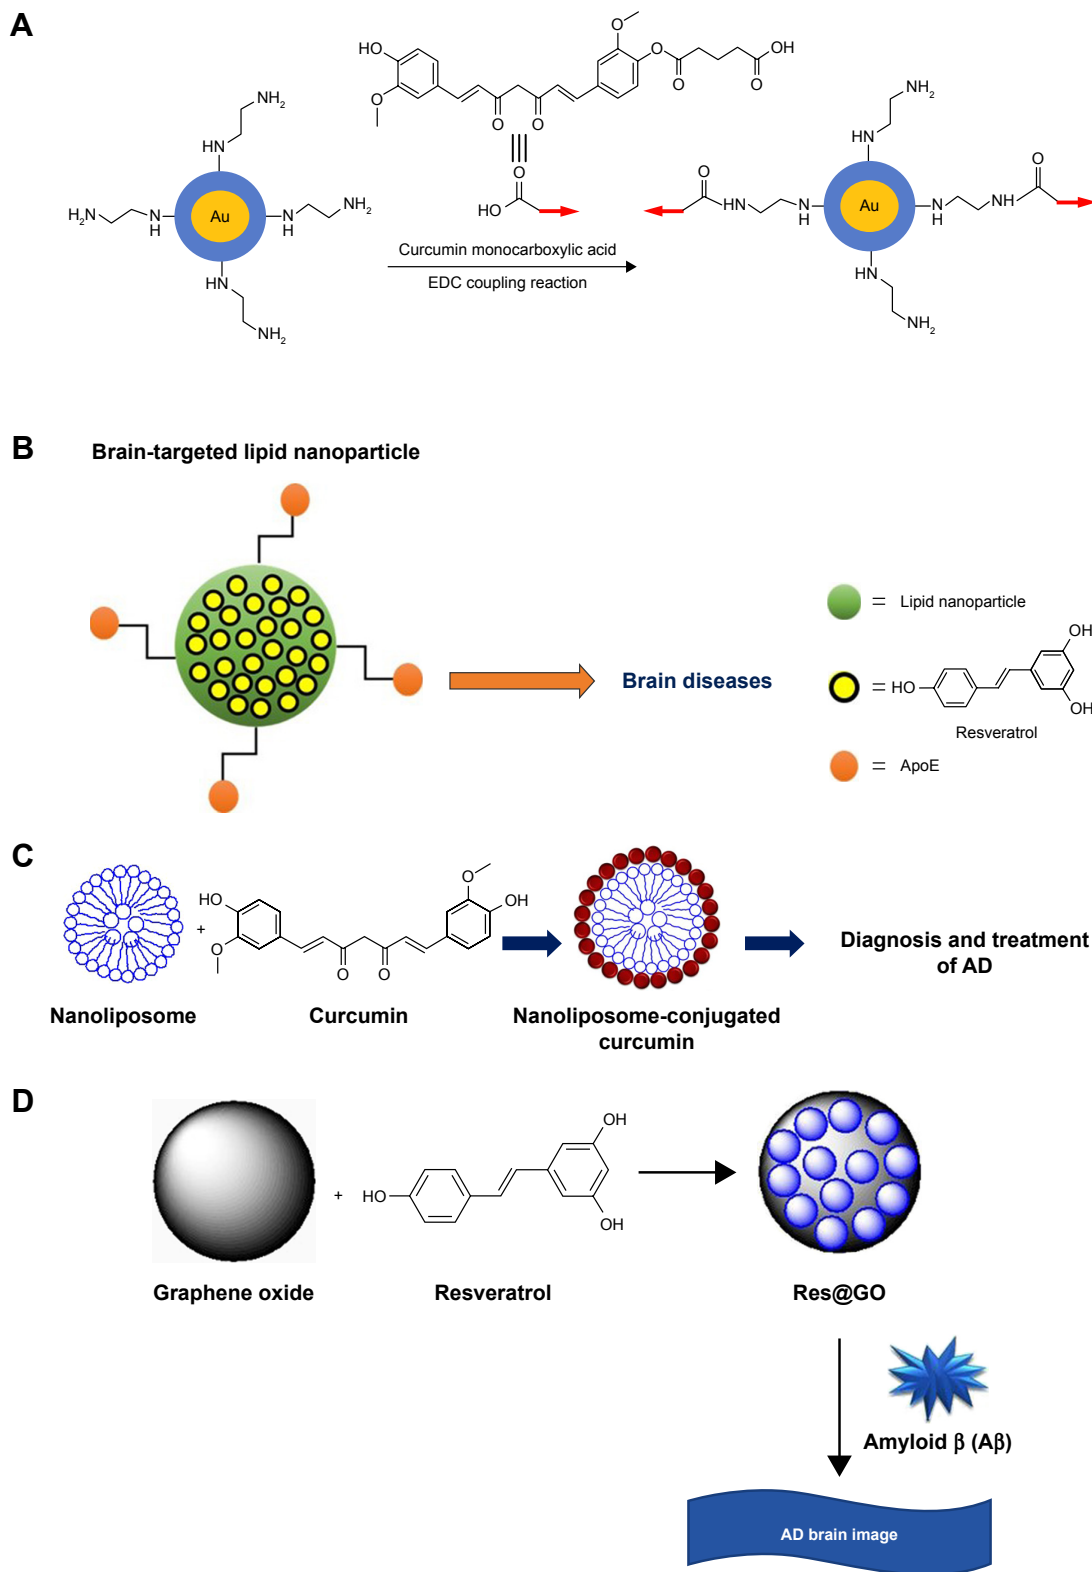 A
HO
O
O
O
O
O
O
O
OH
NH2
HN
H2N
N
H
Au
N
H
NH2
HN
NH2
O
HO
Curcumin monocarboxylic acid
EDC coupling reaction
NH2
HN
O
NH
N
H
Au
N
H
NH
O
HN
NH2
B
Brain-targeted lipid nanoparticle
Brain diseases
= Lipid nanoparticle
= HO
OH
OH
Resveratrol
= ApoE
C
+
HO
O
O
O
O
OH
Nanoliposome
Curcumin
Nanoliposome-conjugated
curcumin
Diagnosis and treatment
of AD
D
+
HO
OH
OH
Graphene oxide
Resveratrol
Res@GO
Amyloid β (Aβ)
AD brain image